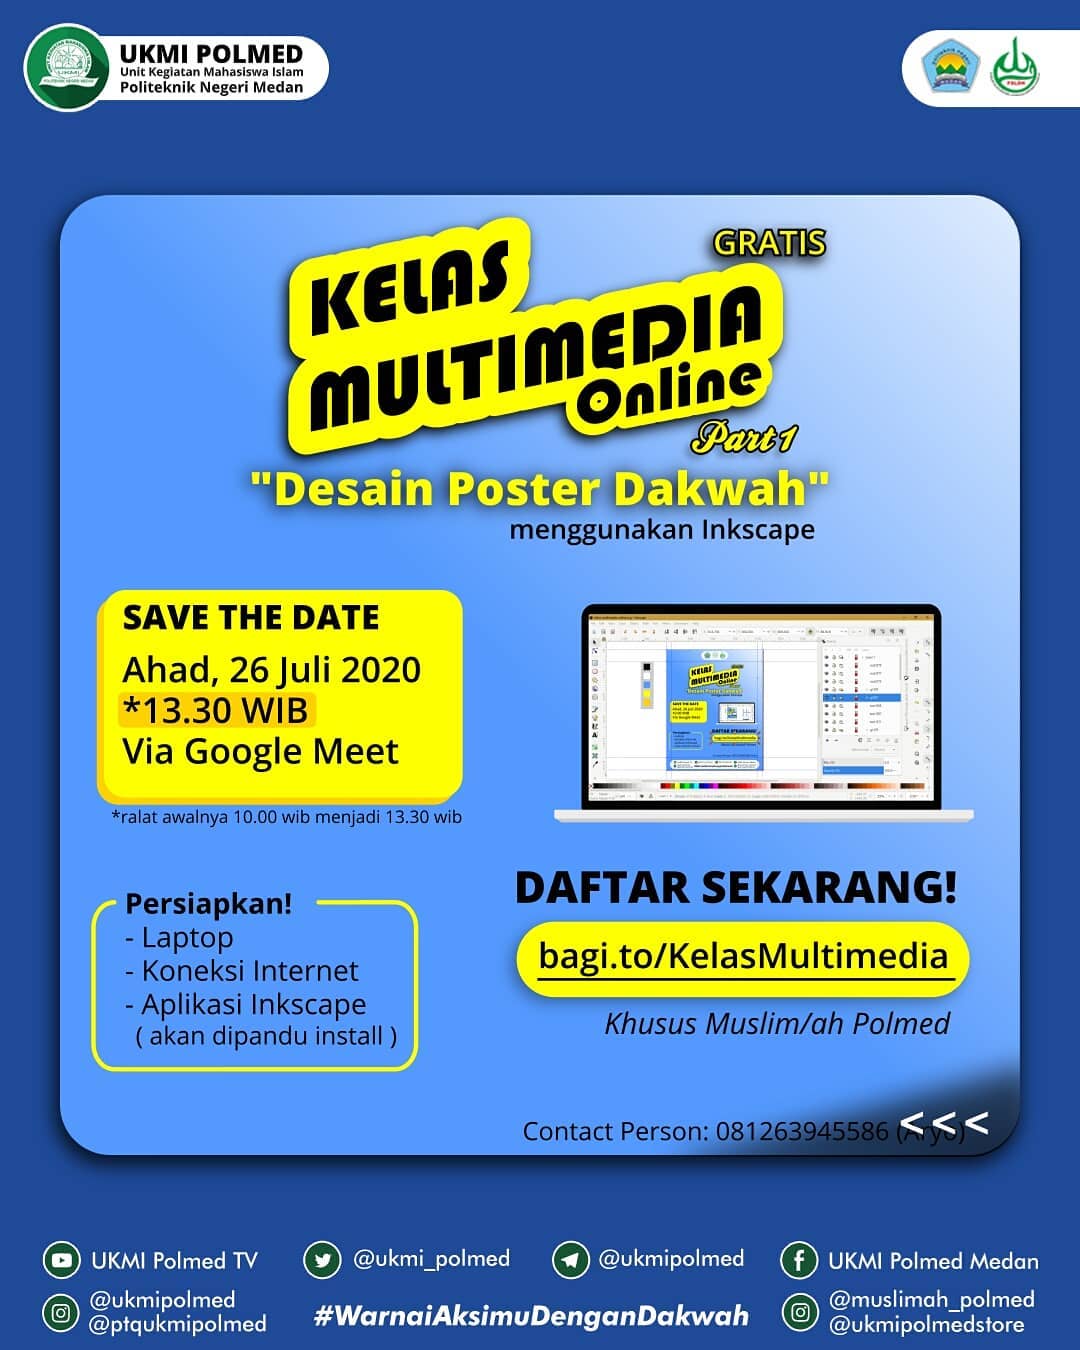 UKMI POLMED
Unit Kegiatan Mahasiswa Islam
Politeknik Negeri Medan
GRATIS
KELAS
MULTIMEDIA
Online
Part 1
"Desain Poster Dakwah"
menggunakan Inkscape
SAVE THE DATE
Ahad, 26 Juli 2020
*13.30 WIB
Via Google Meet
*ralat awalnya 10.00 wib menjadi 13.30 wib
Persiapkan!
- Laptop
- Koneksi Internet
- Aplikasi Inkscape
( akan dipandu install )
DAFTAR SEKARANG!
bagi.to/KelasMultimedia
Khusus Muslim/ah Polmed
Contact Person: 081263945586 (Aryo)
<<<
UKMI Polmed TV
@ukmi_polmed
@ukmipolmed
UKMI Polmed Medan
@ukmipolmed
@ptqukmipolmed
#WarnaiAksimuDenganDakwah
@muslimah_polmed
@ukmipolmedstore